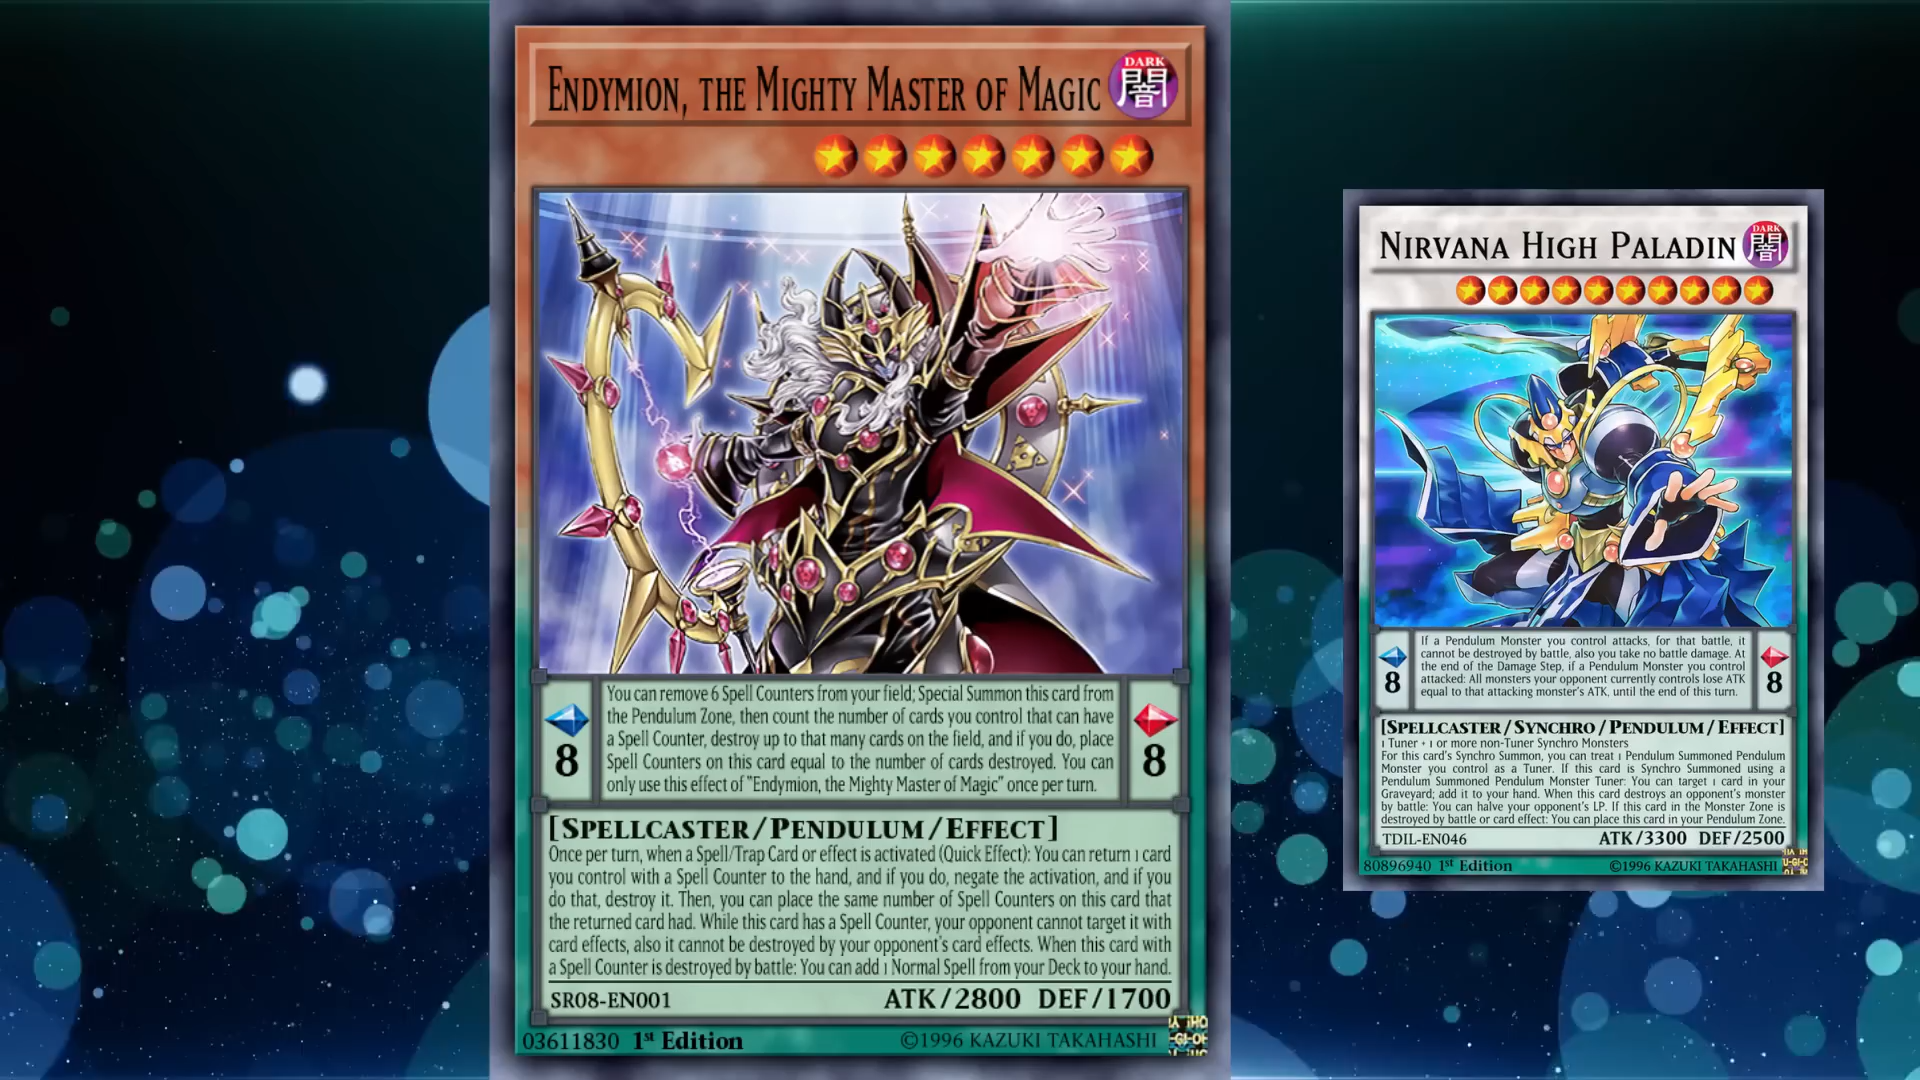 ENDYMION, THE MIGHTY MASTER OF MAGIC
DARK
闇
You can remove 6 Spell Counters from your field; Special Summon this card from
the Pendulum Zone, then count the number of cards you control that can have
a Spell Counter, destroy up to that many cards on the field, and if you do, place
Spell Counters on this card equal to the number of cards destroyed. You can
only use this effect of "Endymion, the Mighty Master of Magic" once per turn.
8
8
[SPELLCASTER/PENDULUM/EFFECT]
Once per turn, when a Spell/Trap Card or effect is activated (Quick Effect): You can return 1 card
you control with a Spell Counter to the hand, and if you do, negate the activation, and if you
do that, destroy it. Then, you can place the same number of Spell Counters on this card that
the returned card had. While this card has a Spell Counter, your opponent cannot target it with
card effects, also it cannot be destroyed by your opponent's card effects. When this card with
a Spell Counter is destroyed by battle: You can add 1 Normal Spell from your Deck to your hand.
SR08-EN001
ATK/2800 DEF/1700
03611830 1st Edition
©1996 KAZUKI TAKAHASHI
NIRVANA HIGH PALADIN
DARK
闇
If a Pendulum Monster you control attacks, for that battle, it
cannot be destroyed by battle, also you take no battle damage. At
the end of the Damage Step, if a Pendulum Monster you control
attacked: All monsters your opponent currently controls lose ATK
equal to that attacking monster's ATK, until the end of this turn.
8
8
[SPELLCASTER/SYNCHRO/PENDULUM/EFFECT]
1 Tuner + 1 or more non-Tuner Synchro Monsters
For this card's Synchro Summon, you can treat 1 Pendulum Summoned Pendulum
Monster you control as a Tuner. If this card is Synchro Summoned using a
Pendulum Summoned Pendulum Monster Tuner: You can target 1 card in your
Graveyard; add it to your hand. When this card destroys an opponent's monster
by battle: You can halve your opponent's LP. If this card in the Monster Zone is
destroyed by battle or card effect: You can place this card in your Pendulum Zone.
TDIL-EN046
ATK/3300 DEF/2500
80896940 1st Edition
©1996 KAZUKI TAKAHASHI